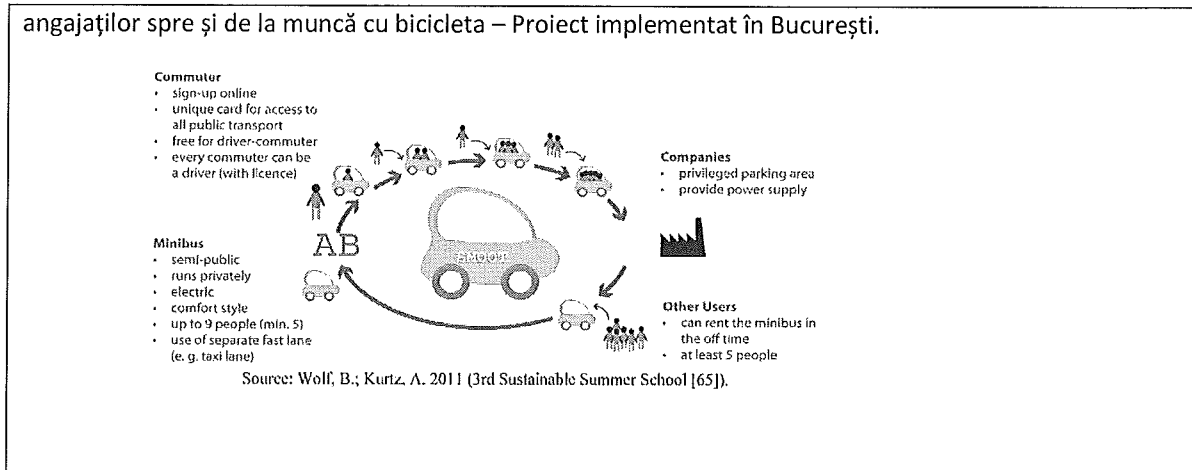 angajaților spre și de la muncă cu bicicleta – Proiect implementat în București.
Commuter
• sign-up online
• unique card for access to
all public transport
• free for driver-commuter
• every commuter can be
a driver (with licence)
Companies
• privileged parking area
• provide power supply
AB
EMOOT
Minibus
• semi-public
• runs privately
• electric
• comfort style
• up to 9 people (min. 5)
• use of separate fast lane
(e. g. taxi lane)
Other Users
• can rent the minibus in
the off time
• at least 5 people
Source: Wolf, B.; Kurtz, A. 2011 (3rd Sustainable Summer School [65]).